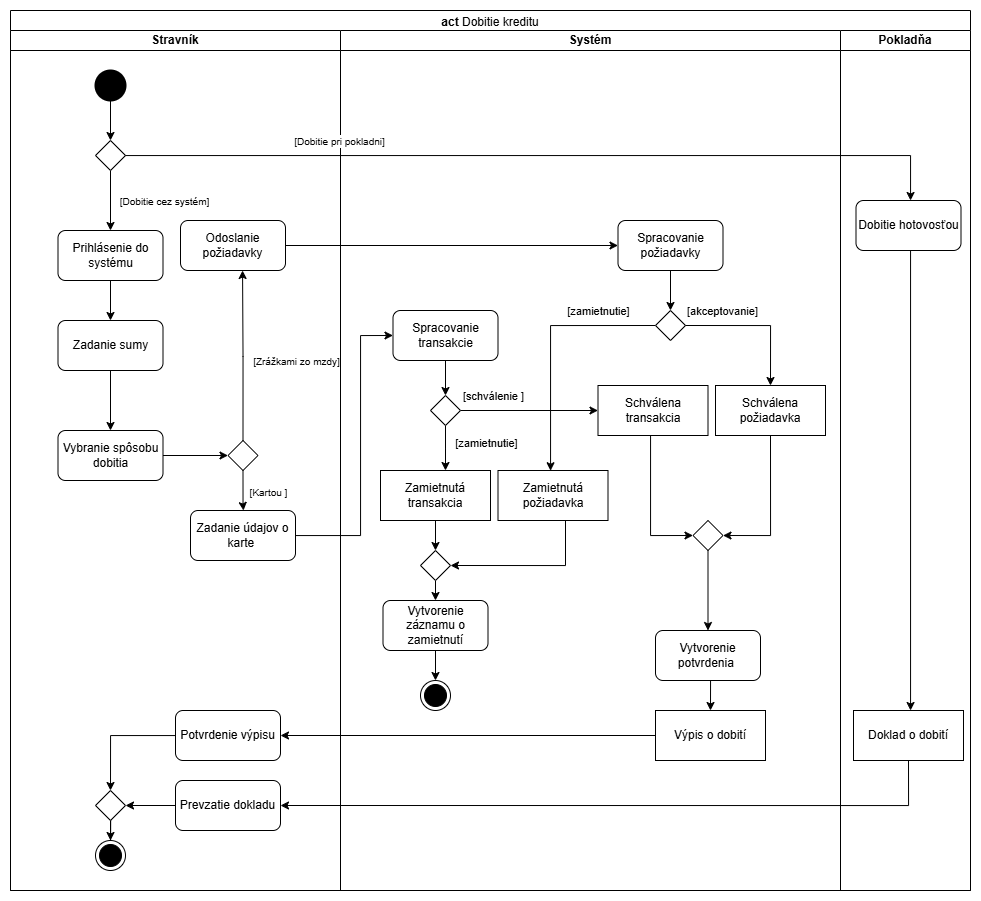 act Dobitie kreditu
Stravník
Systém
Pokladňa
[Dobitie pri pokladni]
[Dobitie cez systém]
Prihlásenie do
systému
Odoslanie
požiadavky
Spracovanie
požiadavky
Dobitie hotovosťou
Zadanie sumy
[Zrážkami zo mzdy]
Spracovanie
transakcie
[zamietnutie]
[akceptovanie]
[schválenie ]
Schválena
transakcia
Schválena
požiadavka
Vybranie spôsobu
dobitia
[zamietnutie]
[Kartou ]
Zamietnutá
transakcia
Zamietnutá
požiadavka
Zadanie údajov o
karte
Vytvorenie
záznamu o
zamietnutí
Vytvorenie
potvrdenia
Potvrdenie výpisu
Výpis o dobití
Doklad o dobití
Prevzatie dokladu